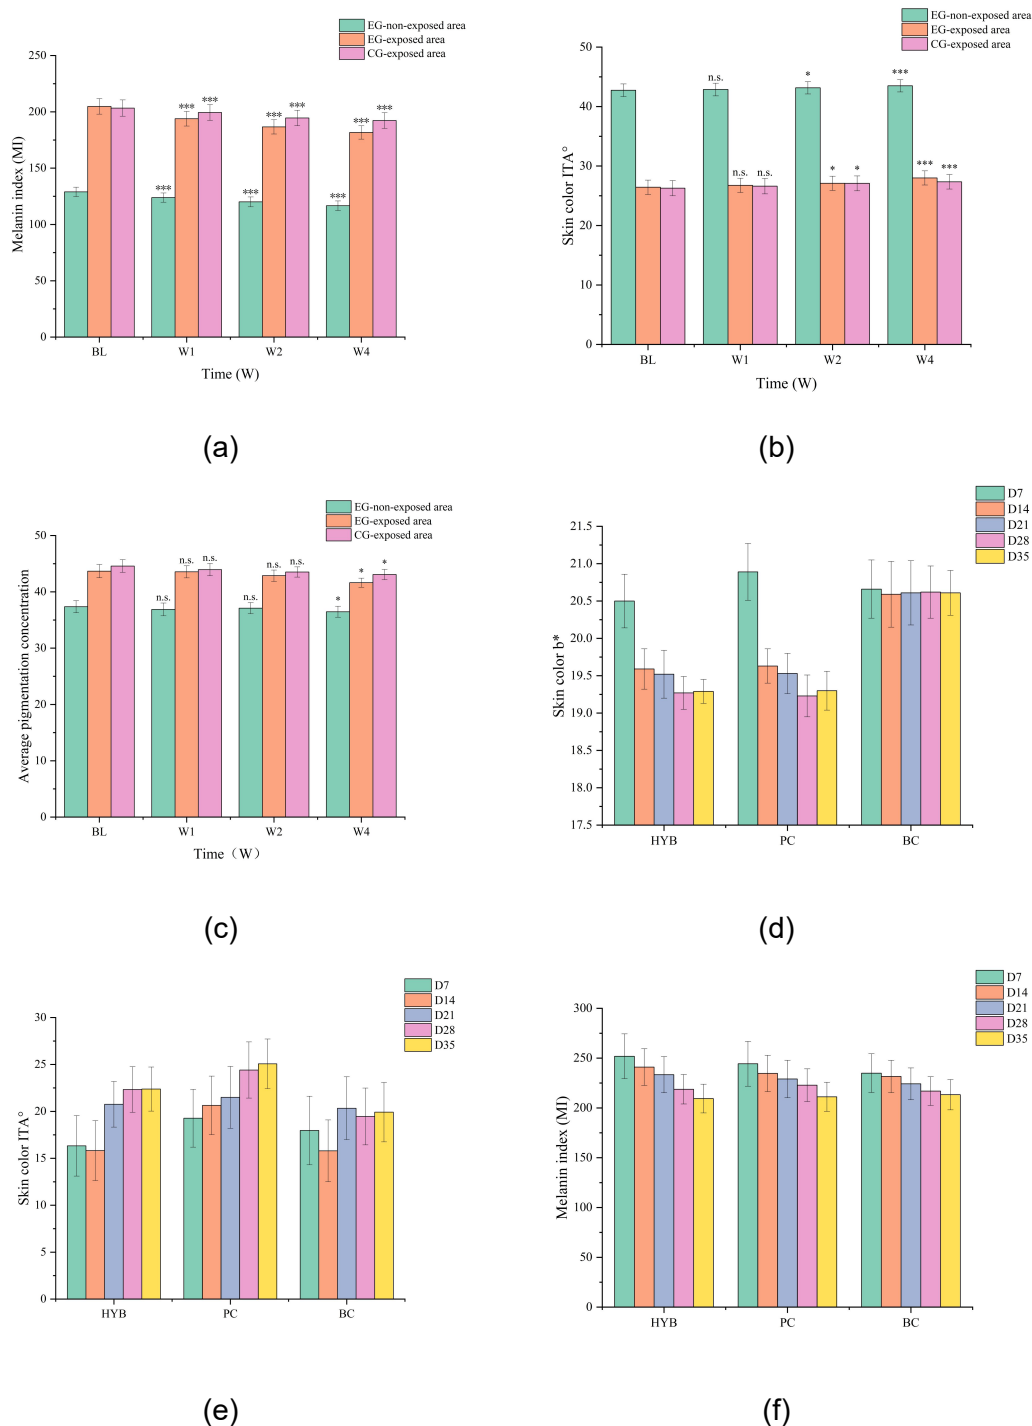 EG-non-exposed area
EG-exposed area
CG-exposed area
Melanin index (MI)
250
200
150
100
50
0
*** ***
*** ***
*** ***
*** *** ***
BL W1 W2 W4
Time (W)
(a)
EG-non-exposed area
EG-exposed area
CG-exposed area
Skin color ITA°
50
40
30
20
10
0
n.s. * ***
n.s. n.s. * * *** ***
BL W1 W2 W4
Time (W)
(b)
EG-non-exposed area
EG-exposed area
CG-exposed area
Average pigmentation concentration
50
40
30
20
10
0
n.s. n.s. n.s. n.s. * *
n.s. n.s. *
BL W1 W2 W4
Time（W）
(c)
D7
D14
D21
D28
D35
Skin color b*
21.5
21.0
20.5
20.0
19.5
19.0
18.5
18.0
17.5
HYB PC BC
(d)
D7
D14
D21
D28
D35
Skin color ITA°
30
25
20
15
10
5
0
HYB PC BC
(e)
D7
D14
D21
D28
D35
Melanin index (MI)
300
250
200
150
100
50
0
HYB PC BC
(f)